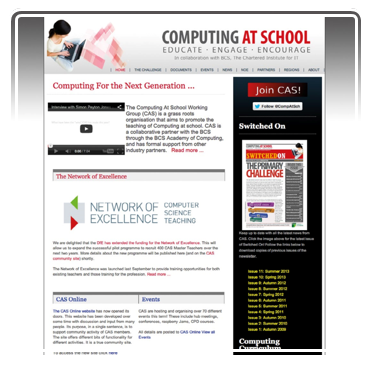 COMPUTING AT SCHOOL
EDUCATE · ENGAGE · ENCOURAGE
In collaboration with BCS, The Chartered Institute for IT
| HOME | THE CHALLENGE | DOCUMENTS | EVENTS | NEWS | NOE | PARTNERS | REGIONS | ABOUT |
Computing For the Next Generation ...
Interview with Simon Peyton
The Computing At School Working
Group (CAS) is a grass roots
organisation that aims to promote the
teaching of Computing at school. CAS is
a collaborative partner with the BCS
through the BCS Academy of Computing,
and has formal support from other
industry partners. Read more ...
The Network of Excellence
NETWORK OF
EXCELLENCE
COMPUTER
SCIENCE
TEACHING
We are delighted that the DfE has extended the funding for the Network of Excellence. This will
allow us to expand the successful pilot programme to recruit 400 CAS Master Teachers over the
next two years. More details about the new programme will be published here (and on the CAS
community site) shortly.
The Network of Excellence was launched last September to provide training opportunities for both
existing teachers and those training for the profession. Read more ...
CAS Online
The CAS Online website has now opened its
doors. This website has been developed over
some time with discussion and input from many
people. Its purpose, in a single sentence, is to
support community activity of CAS members.
The site offers different bits of functionality for
different activities. It is a true community site.
To access the site click here
Events
CAS are hosting and organising over 70 different
events this term! These include hub meetings,
conferences, raspberry jams, CPD courses.
All details are posted to CAS Online View all
Events
Join CAS!
Follow @CompAtSch
Switched On
SWITCHEDON
THE PRIMARY
CHALLENGE
Keep up to date with all the latest news from
CAS. Click the image above for the latest issue
of Switched On! Follow the links below to
download copies of previous issues of the
newsletter.
Issue 11: Summer 2013
Issue 10: Spring 2012
Issue 9: Autumn 2012
Issue 8: Summer 2012
Issue 7: Spring 2012
Issue 6: Autumn 2011
Issue 5: Summer 2011
Issue 4: Spring 2011
Issue 3: Autumn 2010
Issue 2: Summer 2010
Issue 1: Autumn 2009
Computing
Curriculum